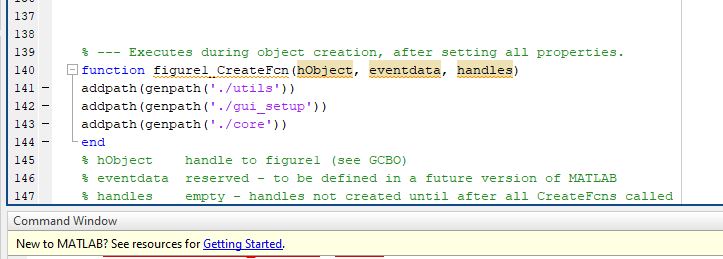 137
138
139 % --- Executes during object creation, after setting all properties.
140 function figure1_CreateFcn(hObject, eventdata, handles)
141 - addpath(genpath('./utils'))
142 - addpath(genpath('./gui_setup'))
143 - addpath(genpath('./core'))
144 - end
145 % hObject    handle to figure1 (see GCBO)
146 % eventdata  reserved - to be defined in a future version of MATLAB
147 % handles    empty - handles not created until after all CreateFcns called
Command Window
New to MATLAB? See resources for Getting Started.